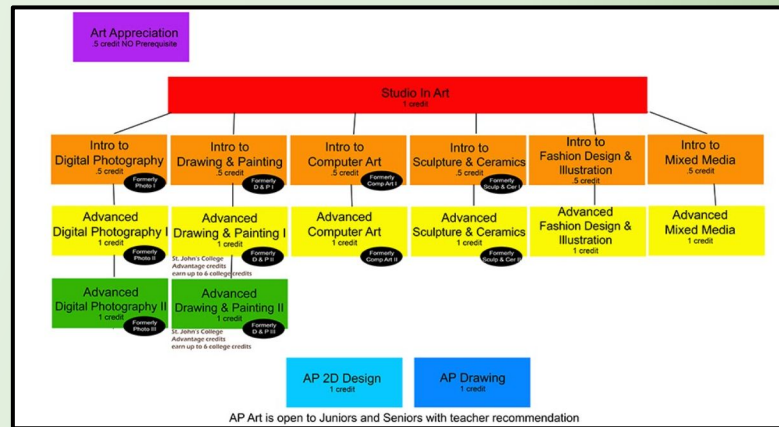 Art Appreciation
.5 credit NO Prerequisite
Studio In Art
1 credit
Intro to
Digital Photography
.5 credit
Formerly
Photo I
Intro to
Drawing & Painting
.5 credit
Formerly
D & P I
Intro to
Computer Art
.5 credit
Formerly
Comp Art I
Intro to
Sculpture & Ceramics
.5 credit
Formerly
Sculp & Cer I
Intro to
Fashion Design &
Illustration
.5 credit
Intro to
Mixed Media
.5 credit
Advanced
Digital Photography I
1 credit
Formerly
Photo II
Advanced
Drawing & Painting I
1 credit
Formerly
D & P II
St. John's College
Advantage credits
earn up to 6 college credits
Advanced
Computer Art
1 credit
Formerly
Comp Art II
Advanced
Sculpture & Ceramics
1 credit
Formerly
Sculp & Cer II
Advanced
Fashion Design &
Illustration
1 credit
Advanced
Mixed Media
1 credit
Advanced
Digital Photography II
1 credit
Formerly
Photo III
Advanced
Drawing & Painting II
1 credit
Formerly
D & P III
St. John's College
Advantage credits
earn up to 6 college credits
AP 2D Design
1 credit
AP Drawing
1 credit
AP Art is open to Juniors and Seniors with teacher recommendation